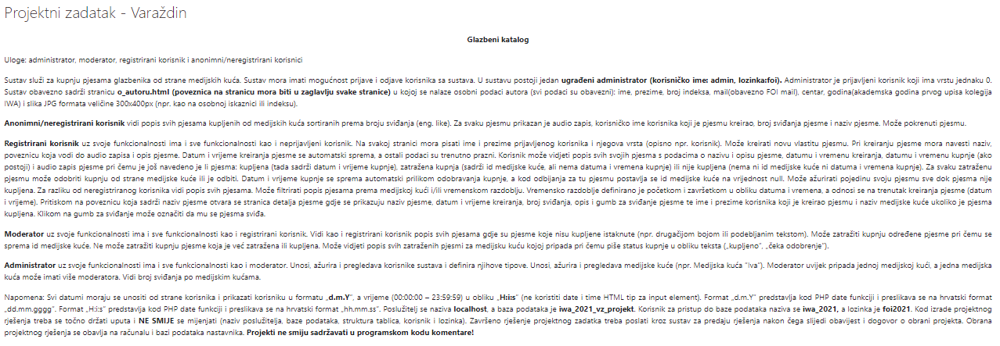 Projektni zadatak - Varaždin
Glazbeni katalog
Uloge: administrator, moderator, registrirani korisnik i anonimni/neregistrirani korisnici
Sustav služi za kupnju pjesama glazbenika od strane medijskih kuća. Sustav mora imati mogućnost prijave i odjave korisnika sa sustava. U sustavu postoji jedan ugrađeni administrator (korisničko ime: admin, lozinka:foi). Administrator je prijavljeni korisnik koji ima vrstu jednaku 0.
Sustav obavezno sadrži stranicu o_autoru.html (poveznica na stranicu mora biti u zaglavlju svake stranice) u kojoj se nalaze osobni podaci autora (svi podaci su obavezni): ime, prezime, broj indeksa, mail(obavezno FOI mail), centar, godina(akademska godina prvog upisa kolegija
IWA) i slika JPG formata veličine 300x400px (npr. kao na osobnoj iskaznici ili indeksu).
Anonimni/neregistrirani korisnik vidi popis svih pjesama kupljenih od medijskih kuća sortiranih prema broju sviđanja (eng. like). Za svaku pjesmu prikazan je audio zapis, korisničko ime korisnika koji je pjesmu kreirao, broj sviđanja pjesme i naziv pjesme. Može pokrenuti pjesmu.
Registrirani korisnik uz svoje funkcionalnosti ima i sve funkcionalnosti kao i neprijavljeni korisnik. Na svakoj stranici mora pisati ime i prezime prijavljenog korisnika i njegova vrsta (opisno npr. korisnik). Može kreirati novu vlastitu pjesmu. Pri kreiranju pjesme mora navesti naziv,
poveznicu koja vodi do audio zapisa i opis pjesme. Datum i vrijeme kreiranja pjesme se automatski sprema, a ostali podaci su trenutno prazni. Korisnik može vidjeti popis svih svojih pjesma s podacima o nazivu i opisu pjesme, datumu i vremenu kreiranja, datumu i vremenu kupnje (ako
postoji) i audio zapis pjesme pri čemu je još navedeno je li pjesma: kupljena (tada sadrži datum i vrijeme kupnje), zatražena kupnja (sadrži id medijske kuće, ali nema datuma i vremena kupnje) ili nije kupljena (nema ni id medijske kuće ni datuma i vremena kupnje). Za svaku zatraženu
pjesmu može odobriti kupnju od strane medijske kuće ili je odbiti. Datum i vrijeme kupnje se sprema automatski prilikom odobravanja kupnje, a kod odbijanja za tu pjesmu postavlja se id medijske kuće na vrijednost null. Može ažurirati pojedinu svoju pjesmu sve dok pjesma nije
kupljena. Za razliku od neregistriranog korisnika vidi popis svih pjesama. Može filtrirati popis pjesama prema medijskoj kući i/ili vremenskom razdoblju. Vremensko razdoblje definirano je početkom i završetkom u obliku datuma i vremena, a odnosi se na trenutak kreiranja pjesme (datum
i vrijeme). Pritiskom na poveznicu koja sadrži naziv pjesme otvara se stranica detalja pjesme gdje se prikazuju naziv pjesme, datum i vrijeme kreiranja, broj sviđanja, opis i gumb za sviđanje pjesme te ime i prezime korisnika koji je kreirao pjesmu i naziv medijske kuće ukoliko je pjesma
kupljena. Klikom na gumb za sviđanje može označiti da mu se pjesma sviđa.
Moderator uz svoje funkcionalnosti ima i sve funkcionalnosti kao i registrirani korisnik. Vidi kao i registrirani korisnik popis svih pjesama gdje su pjesme koje nisu kupljene istaknute (npr. drugačijom bojom ili podebljanim tekstom). Može zatražiti kupnju određene pjesme pri čemu se
sprema id medijske kuće. Ne može zatražiti kupnju pjesme koja je već zatražena ili kupljena. Može vidjeti popis svih zatraženih pjesmi za medijsku kuću kojoj pripada pri čemu piše status kupnje u obliku teksta („kupljeno", „čeka odobrenje").
Administrator uz svoje funkcionalnosti ima i sve funkcionalnosti kao i moderator. Unosi, ažurira i pregledava korisnike sustava i definira njihove tipove. Unosi, ažurira i pregledava medijske kuće (npr. Medijska kuća "Iva"). Moderator uvijek pripada jednoj medijskoj kući, a jedna medijska
kuća može imati više moderatora. Vidi broj sviđanja po medijskim kućama.
Napomena: Svi datumi moraju se unositi od strane korisnika i prikazati korisniku u formatu „d.m.Y", a vrijeme (00:00:00 – 23:59:59) u obliku „H:i:s" (ne koristiti date i time HTML tip za input element). Format „d.m.Y" predstavlja kod PHP date funkciji i preslikava se na hrvatski format
„dd.mm.gggg". Format „H:i:s" predstavlja kod PHP date funkciji i preslikava se na hrvatski format „hh.mm.ss". Poslužitelj se naziva localhost, a baza podataka je iwa_2021_vz_projekt. Korisnik za pristup do baze podataka naziva se iwa_2021, a lozinka je foi2021. Kod izrade projektnog
rješenja treba se točno držati uputa i NE SMIJE se mijenjati (naziv poslužitelja, baze podataka, struktura tablica, korisnik i lozinka). Završeno rješenje projektnog zadatka treba poslati kroz sustav za predaju rješenja nakon čega slijedi obavijest i dogovor o obrani projekta. Obrana
projektnog rješenja se obavlja na računalu i bazi podataka nastavnika. Projekti ne smiju sadržavati u programskom kodu komentare!